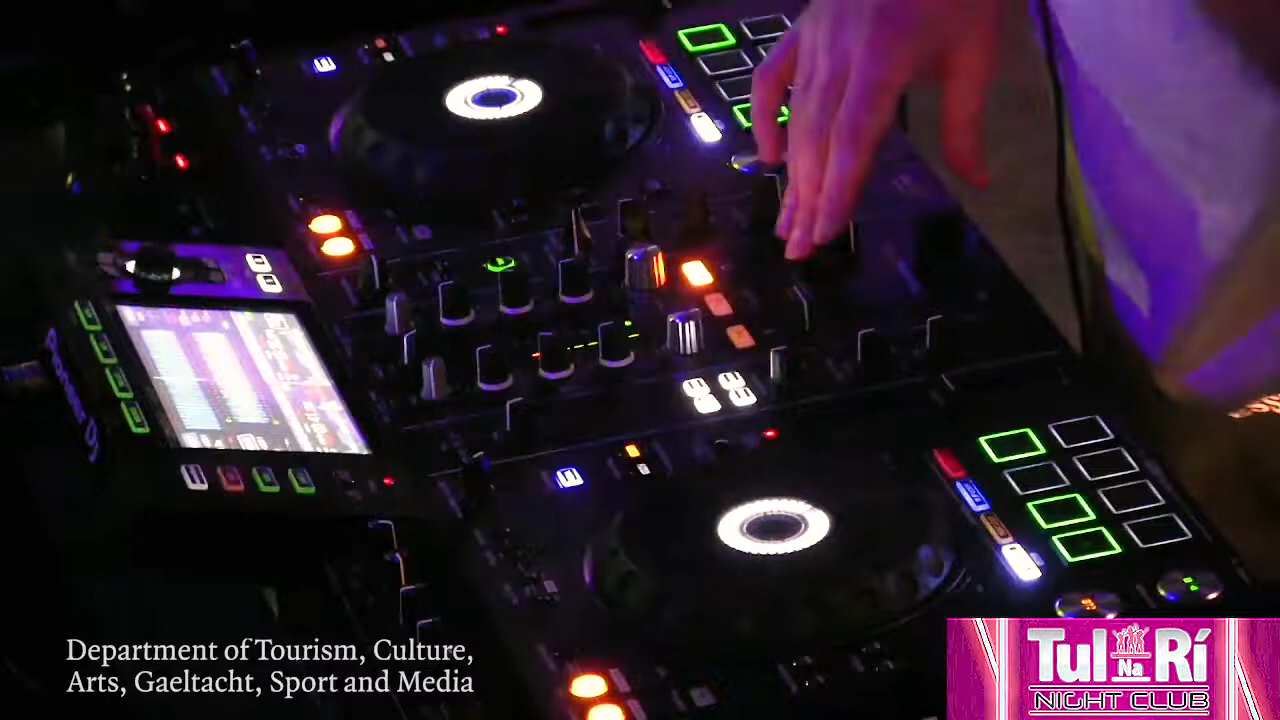 Department of Tourism, Culture,
Arts, Gaeltacht, Sport and Media
Tul Na Rí
NIGHT CLUB